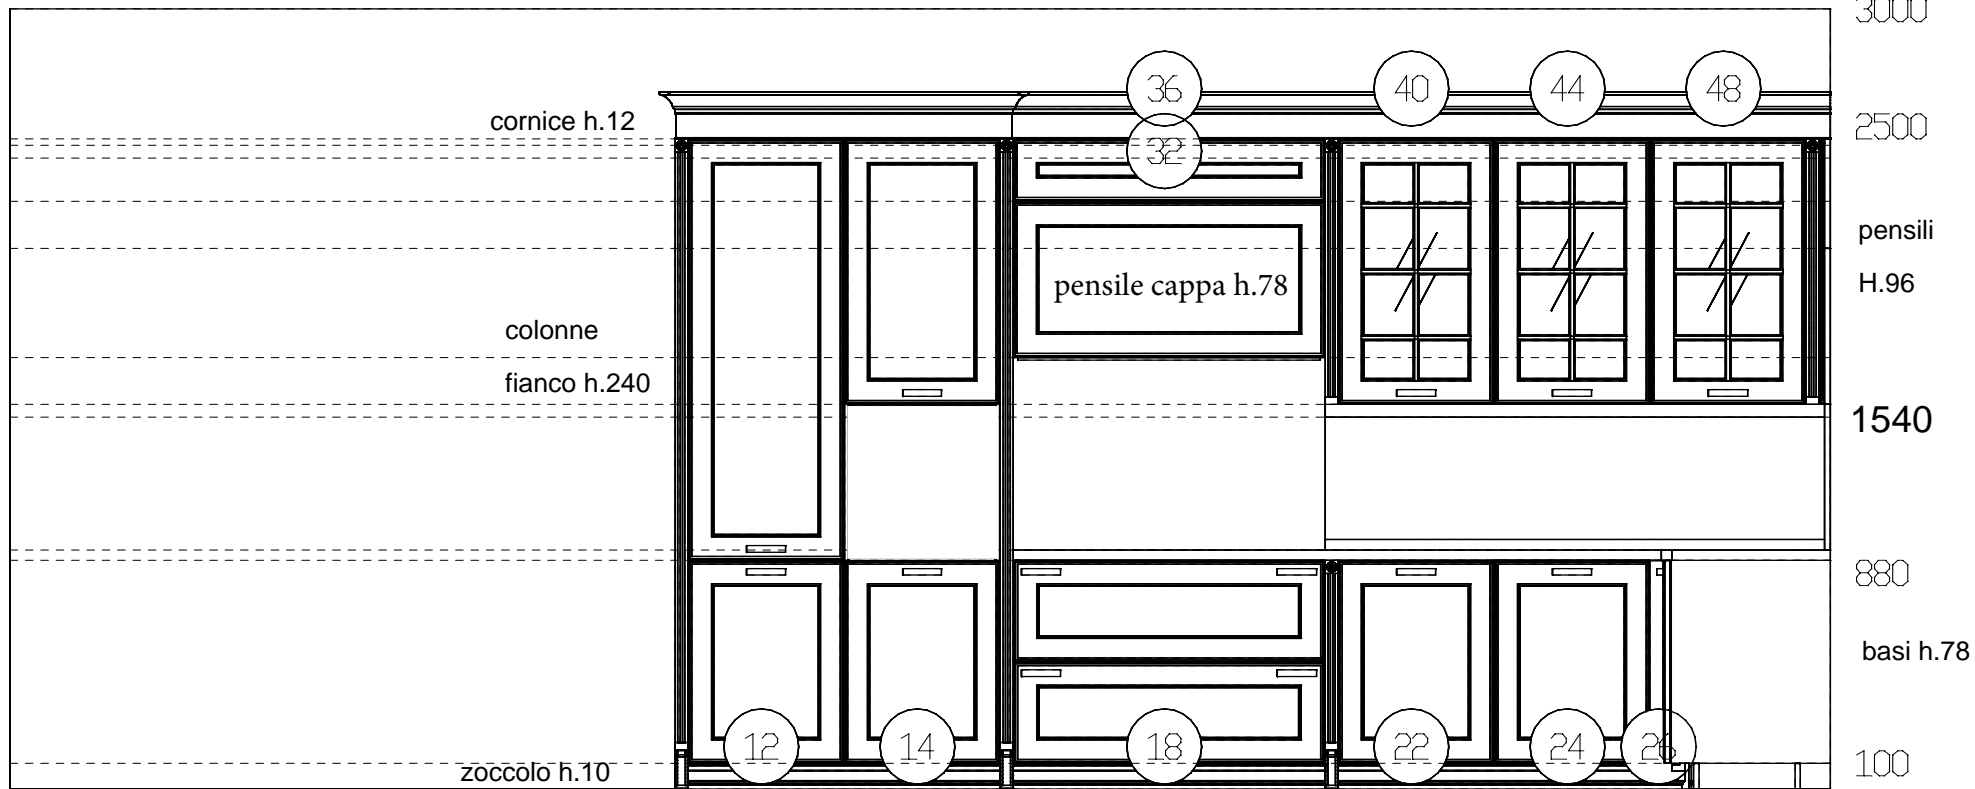 3000
36
40
44
48
cornice h.12
2500
32
pensili
pensile cappa h.78
H.96
colonne
fianco h.240
1540
880
basi h.78
12
14
18
22
24
26
zoccolo h.10
100